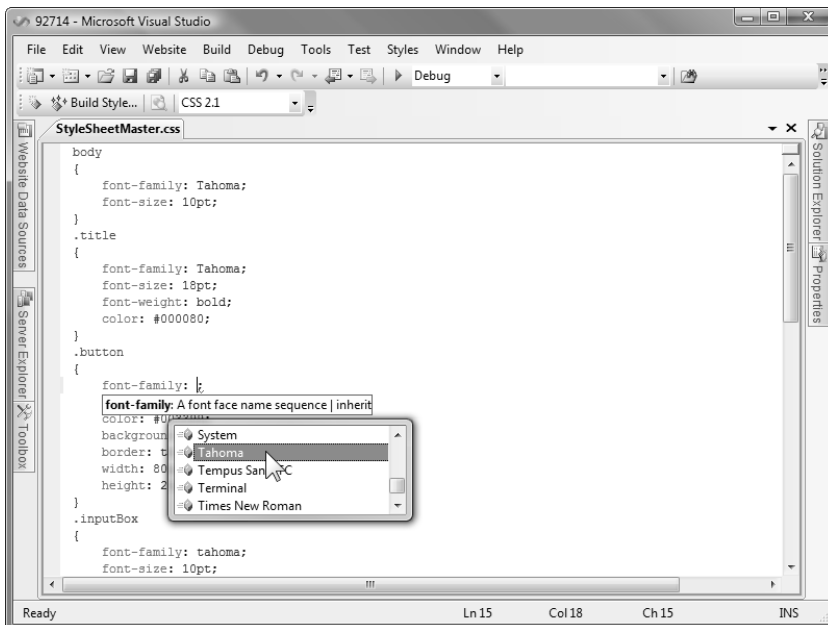 92714 - Microsoft Visual Studio
File Edit View Website Build Debug Tools Test Styles Window Help
Debug
Build Style... CSS 2.1
StyleSheetMaster.css
Website Data Sources
Server Explorer
Toolbox
Solution Explorer
Properties
body
{
font-family: Tahoma;
font-size: 10pt;
}
.title
{
font-family: Tahoma;
font-size: 18pt;
font-weight: bold;
color: #000080;
}
.button
{
font-family: ;
font-family: A font face name sequence | inherit
color:
System
Tahoma
Tempus
Terminal
Times New Roman
border:
width: 80
height: 2
}
.inputBox
{
font-family: tahoma;
font-size: 10pt;
Ready Ln 15 Col 18 Ch 15 INS